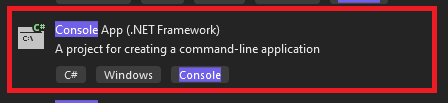 C#
C:\
Console App (.NET Framework)
A project for creating a command-line application
C# Windows Console